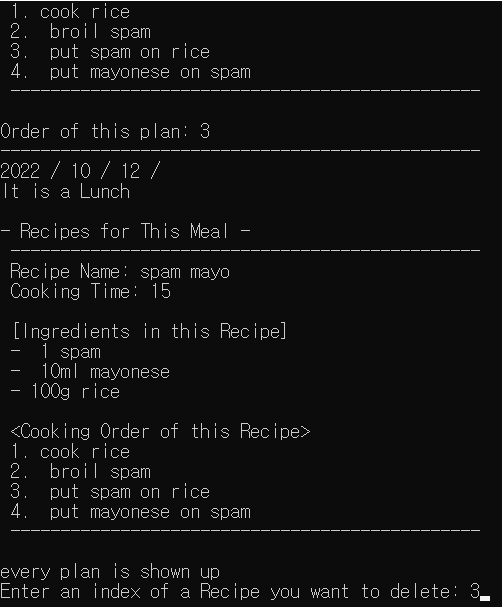 1. cook rice
2.  broil spam
3.  put spam on rice
4.  put mayonese on spam
-----------------------------------------------
Order of this plan: 3
------------------------------------------------
2022 / 10 / 12 /
It is a Lunch
- Recipes for This Meal -
-----------------------------------------------
Recipe Name: spam mayo
Cooking Time: 15
[Ingredients in this Recipe]
-  1 spam
-  10ml mayonese
- 100g rice
<Cooking Order of this Recipe>
1. cook rice
2.  broil spam
3.  put spam on rice
4.  put mayonese on spam
-----------------------------------------------
every plan is shown up
Enter an index of a Recipe you want to delete: 3